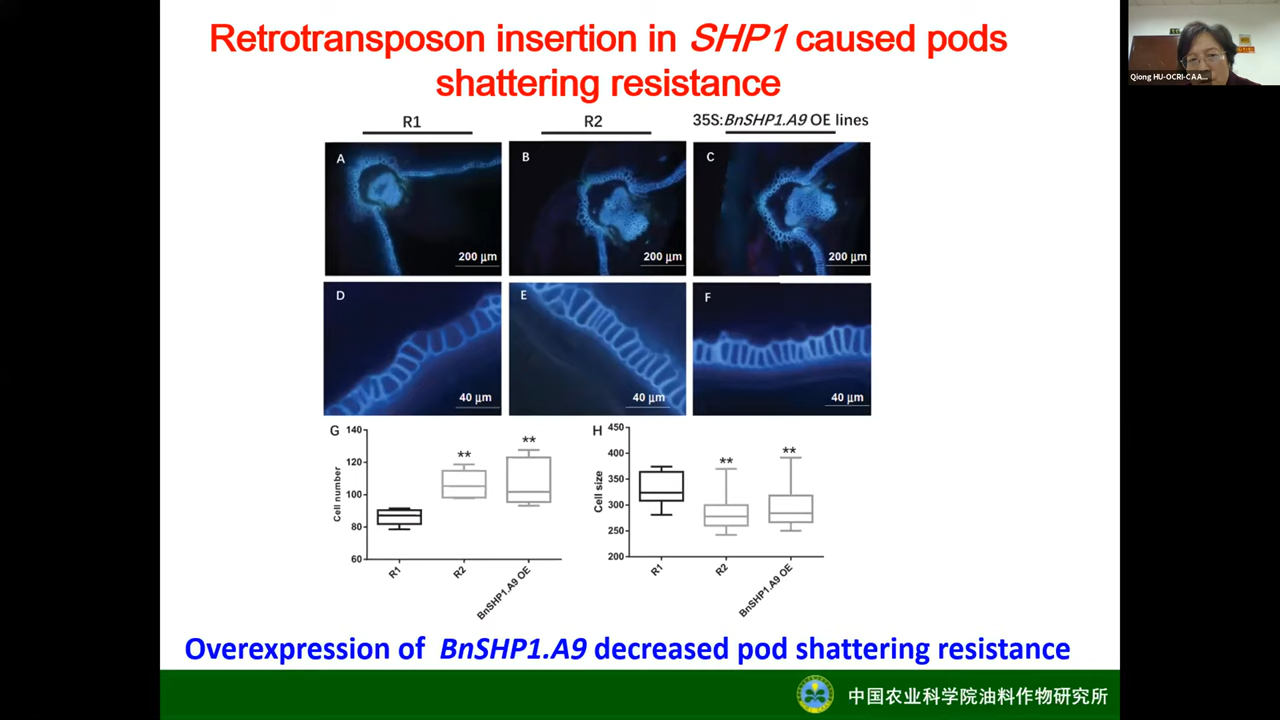 Retrotransposon insertion in SHP1 caused pods
shattering resistance
Qiong HU-OCRI-CAA...
R1
R2
35S:BnSHP1.A9 OE lines
A
B
C
200 μm
200 μm
200 μm
D
E
F
40 μm
40 μm
40 μm
G
140
120
100
80
60
Cell number
**
**
R1
R2
BnSHP1.A9 OE
H
450
400
350
300
250
200
Cell size
**
**
R1
R2
BnSHP1.A9 OE
Overexpression of BnSHP1.A9 decreased pod shattering resistance
中国农业科学院油料作物研究所